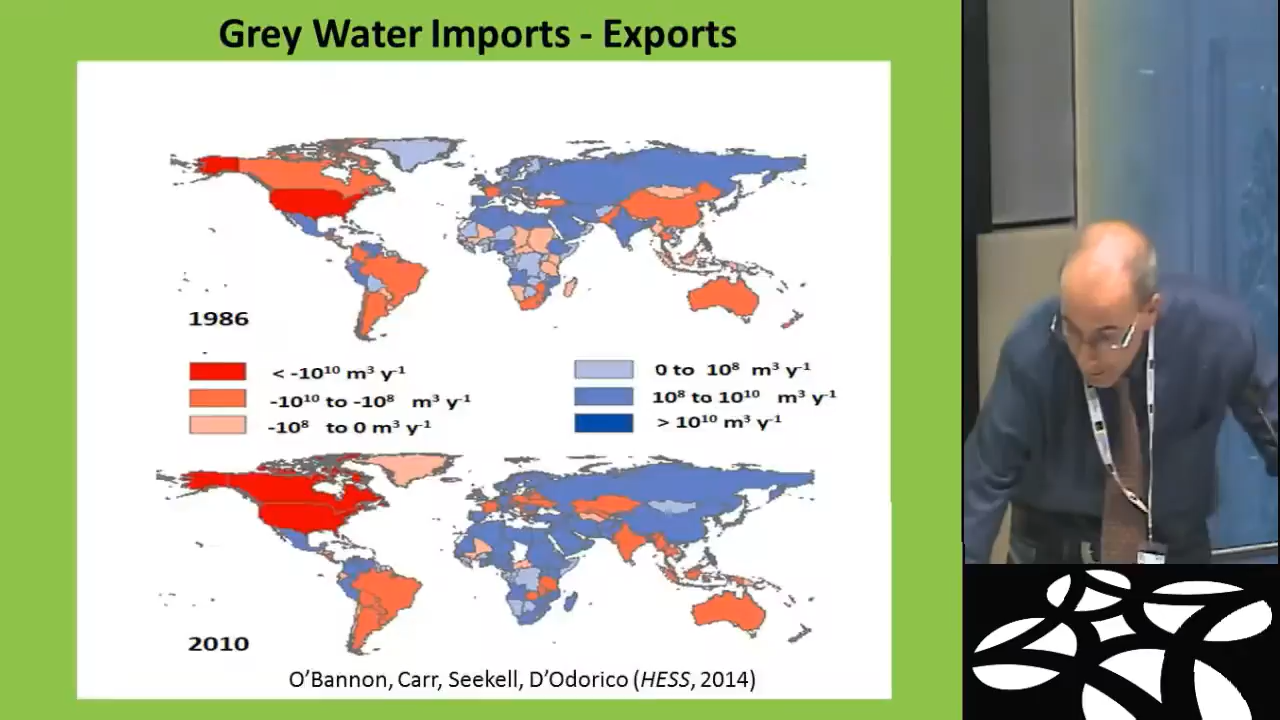 Grey Water Imports - Exports
1986
< -10¹⁰ m³ y⁻¹
-10¹⁰ to -10⁸ m³ y⁻¹
-10⁸ to 0 m³ y⁻¹
0 to 10⁸ m³ y⁻¹
10⁸ to 10¹⁰ m³ y⁻¹
> 10¹⁰ m³ y⁻¹
2010
O'Bannon, Carr, Seekell, D'Odorico (HESS, 2014)